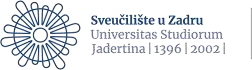 Sveučilište u Zadru
Universitas Studiorum
Jadertina | 1396 | 2002 |